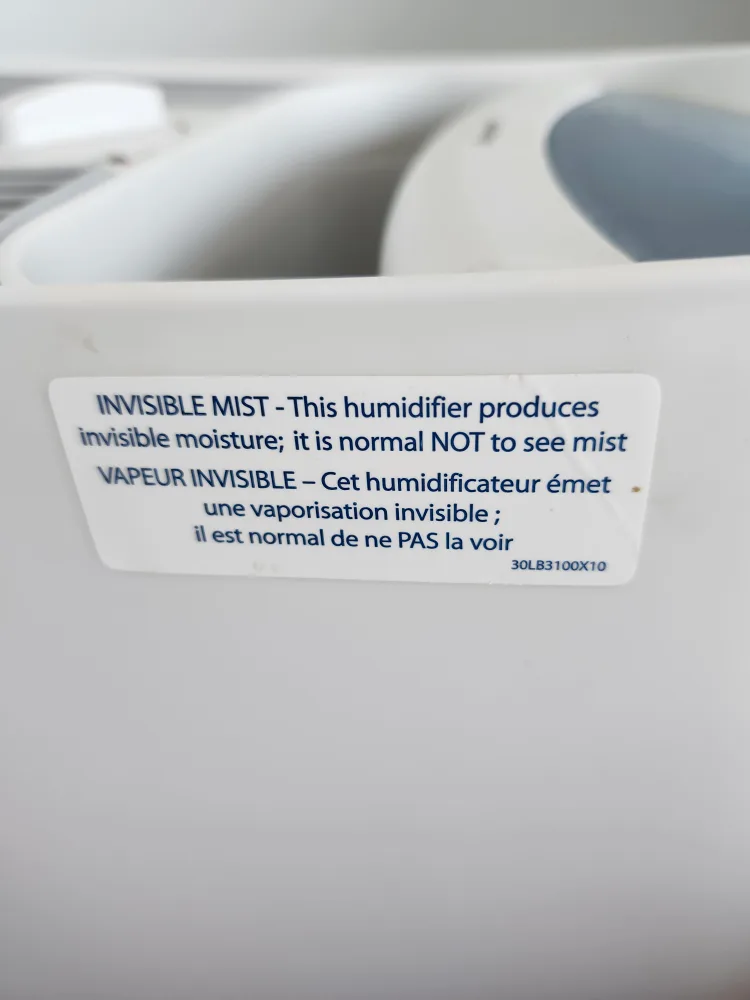 INVISIBLE MIST - This humidifier produces
invisible moisture; it is normal NOT to see mist
VAPEUR INVISIBLE – Cet humidificateur émet
une vaporisation invisible ;
il est normal de ne PAS la voir
30LB3100X10